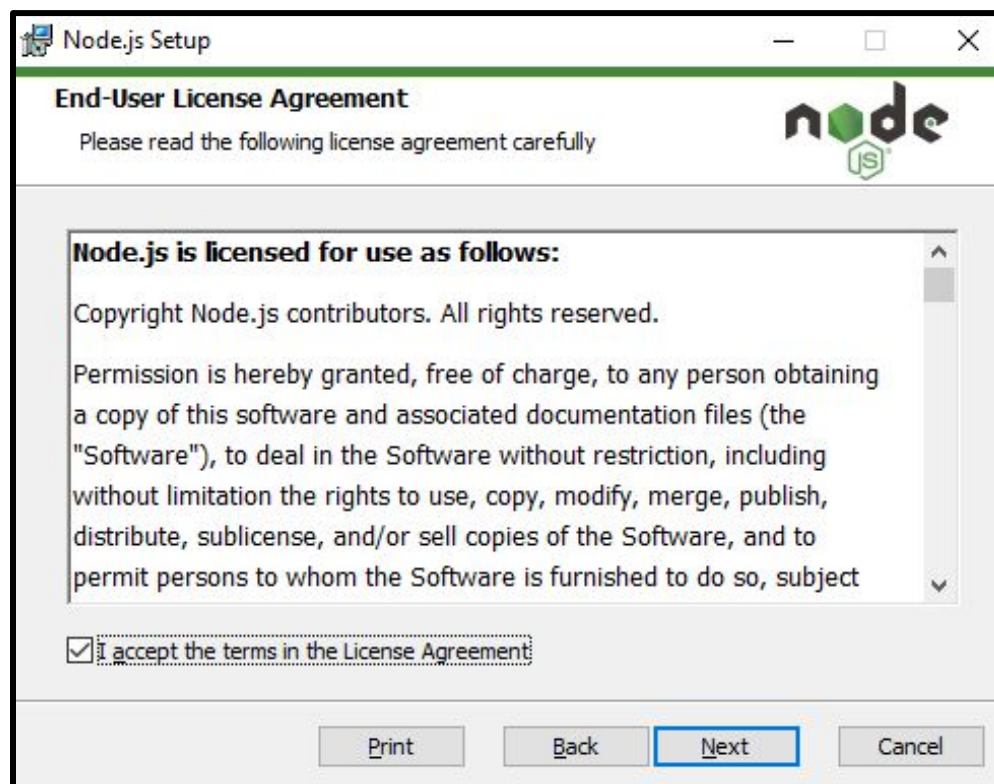 Node.js Setup
End-User License Agreement
Please read the following license agreement carefully
node
JS
Node.js is licensed for use as follows:
Copyright Node.js contributors. All rights reserved.
Permission is hereby granted, free of charge, to any person obtaining
a copy of this software and associated documentation files (the
"Software"), to deal in the Software without restriction, including
without limitation the rights to use, copy, modify, merge, publish,
distribute, sublicense, and/or sell copies of the Software, and to
permit persons to whom the Software is furnished to do so, subject
I accept the terms in the License Agreement
Print Back Next Cancel